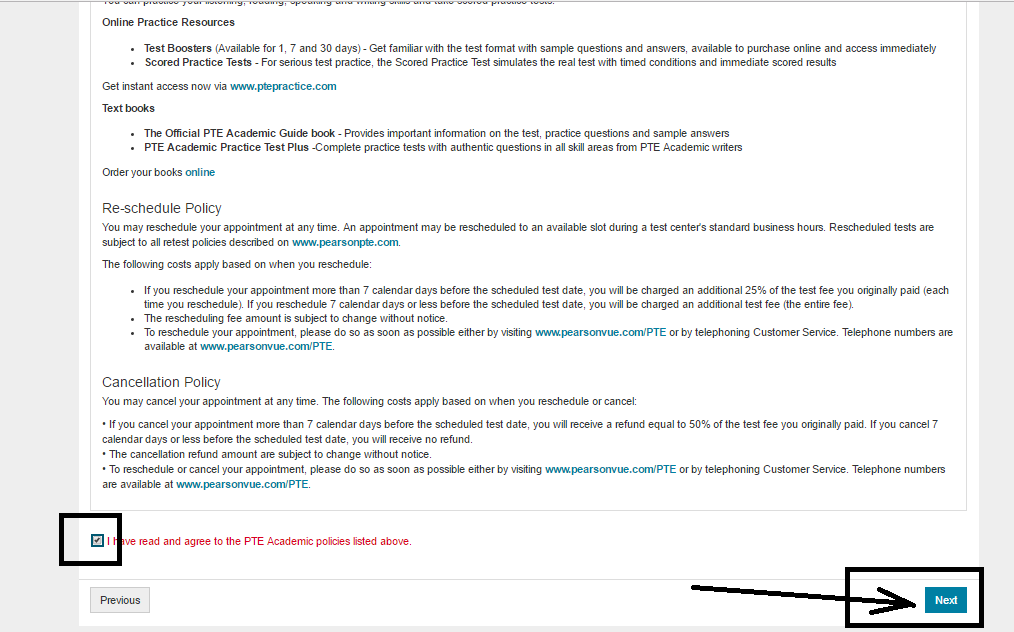 You can practice your listening, reading, speaking and writing skills and take scored practice tests.
Online Practice Resources
• Test Boosters (Available for 1, 7 and 30 days) - Get familiar with the test format with sample questions and answers, available to purchase online and access immediately
• Scored Practice Tests - For serious test practice, the Scored Practice Test simulates the real test with timed conditions and immediate scored results
Get instant access now via www.ptepractice.com
Text books
• The Official PTE Academic Guide book - Provides important information on the test, practice questions and sample answers
• PTE Academic Practice Test Plus -Complete practice tests with authentic questions in all skill areas from PTE Academic writers
Order your books online
Re-schedule Policy
You may reschedule your appointment at any time. An appointment may be rescheduled to an available slot during a test center's standard business hours. Rescheduled tests are
subject to all retest policies described on www.pearsonpte.com.
The following costs apply based on when you reschedule:
• If you reschedule your appointment more than 7 calendar days before the scheduled test date, you will be charged an additional 25% of the test fee you originally paid (each
time you reschedule). If you reschedule 7 calendar days or less before the scheduled test date, you will be charged an additional test fee (the entire fee).
• The rescheduling fee amount is subject to change without notice.
• To reschedule your appointment, please do so as soon as possible either by visiting www.pearsonvue.com/PTE or by telephoning Customer Service. Telephone numbers are
available at www.pearsonvue.com/PTE.
Cancellation Policy
You may cancel your appointment at any time. The following costs apply based on when you reschedule or cancel:
• If you cancel your appointment more than 7 calendar days before the scheduled test date, you will receive a refund equal to 50% of the test fee you originally paid. If you cancel 7
calendar days or less before the scheduled test date, you will receive no refund.
• The cancellation refund amount are subject to change without notice.
• To reschedule or cancel your appointment, please do so as soon as possible either by visiting www.pearsonvue.com/PTE or by telephoning Customer Service. Telephone numbers
are available at www.pearsonvue.com/PTE.
I have read and agree to the PTE Academic policies listed above.
Previous
Next